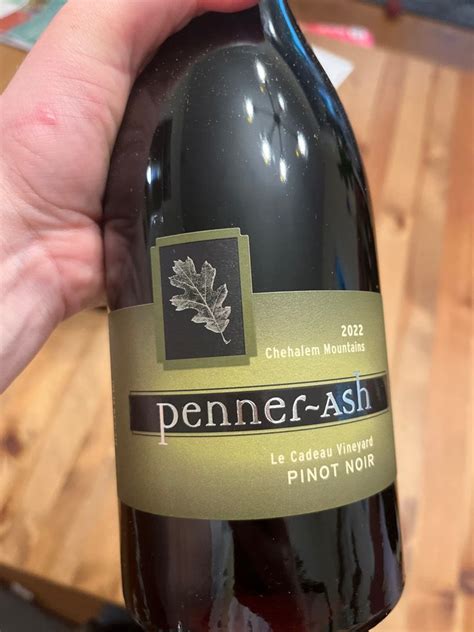 2022
Chehalem Mountains
penner~ash
Le Cadeau Vineyard
PINOT NOIR